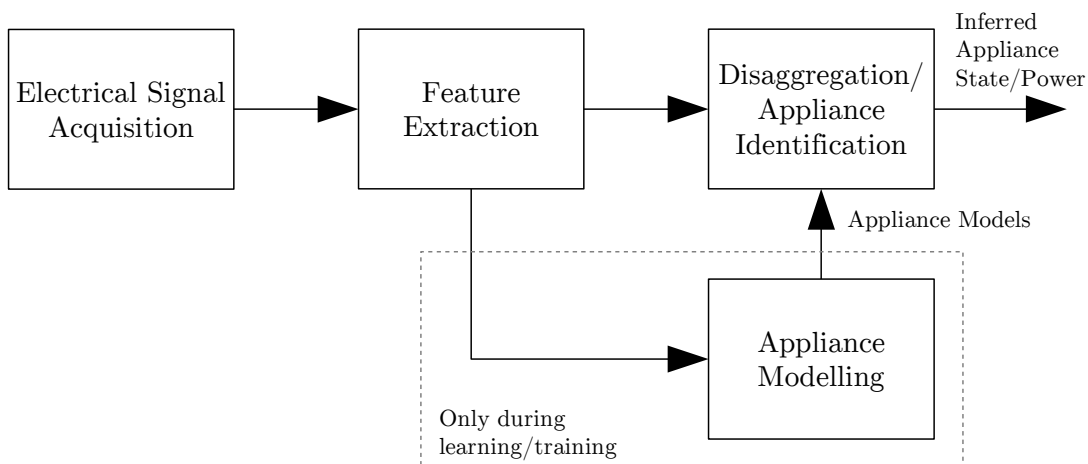 Electrical Signal
Acquisition
Feature
Extraction
Disaggregation/
Appliance
Identification
Inferred
Appliance
State/Power
Appliance Models
Appliance
Modelling
Only during
learning/training